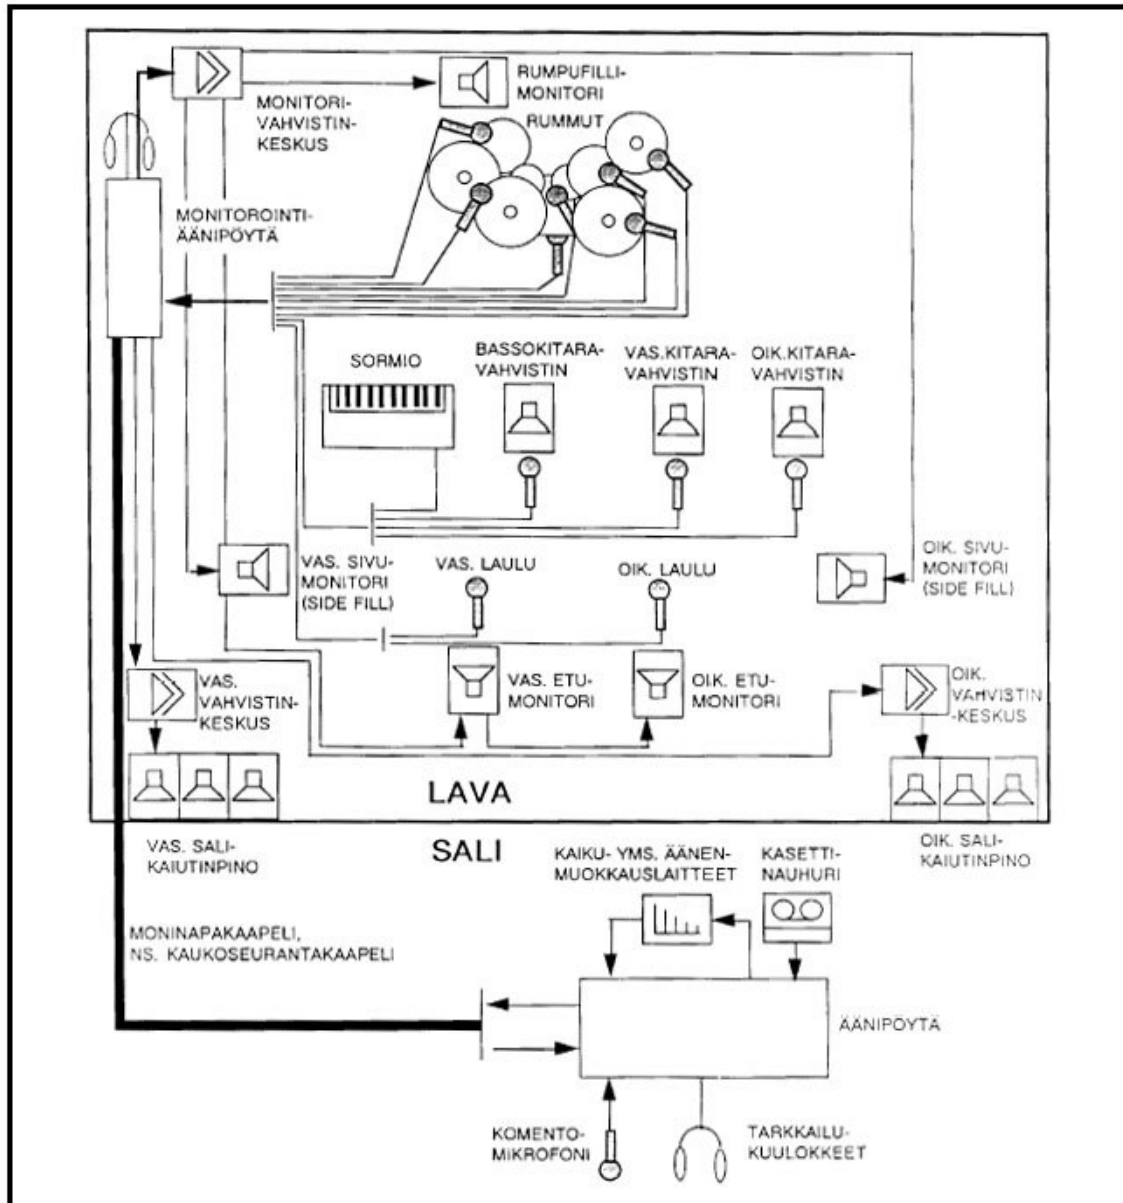 RUMPUFILLI-
MONITORI
MONITORI-
VAHVISTIN-
KESKUS
RUMMUT
MONITOROINTI-
ÄÄNIPÖYTÄ
SORMIO
BASSOKITARA-
VAHVISTIN
VAS.KITARA-
VAHVISTIN
OIK.KITARA-
VAHVISTIN
VAS. SIVU-
MONITORI
(SIDE FILL)
VAS. LAULU
OIK. LAULU
OIK. SIVU-
MONITORI
(SIDE FILL)
VAS.
VAHVISTIN-
KESKUS
VAS. ETU-
MONITORI
OIK. ETU-
MONITORI
OIK.
VAHVISTIN
-KESKUS
LAVA
SALI
VAS. SALI-
KAIUTINPINO
OIK. SALI-
KAIUTINPINO
KAIKU- YMS. ÄÄNEN-
MUOKKAUSLAITTEET
KASETTI-
NAUHURI
MONINAPAKAAPELI,
NS. KAUKOSEURANTAKAAPELI
ÄÄNIPÖYTÄ
KOMENTO-
MIKROFONI
TARKKAILU-
KUULOKKEET